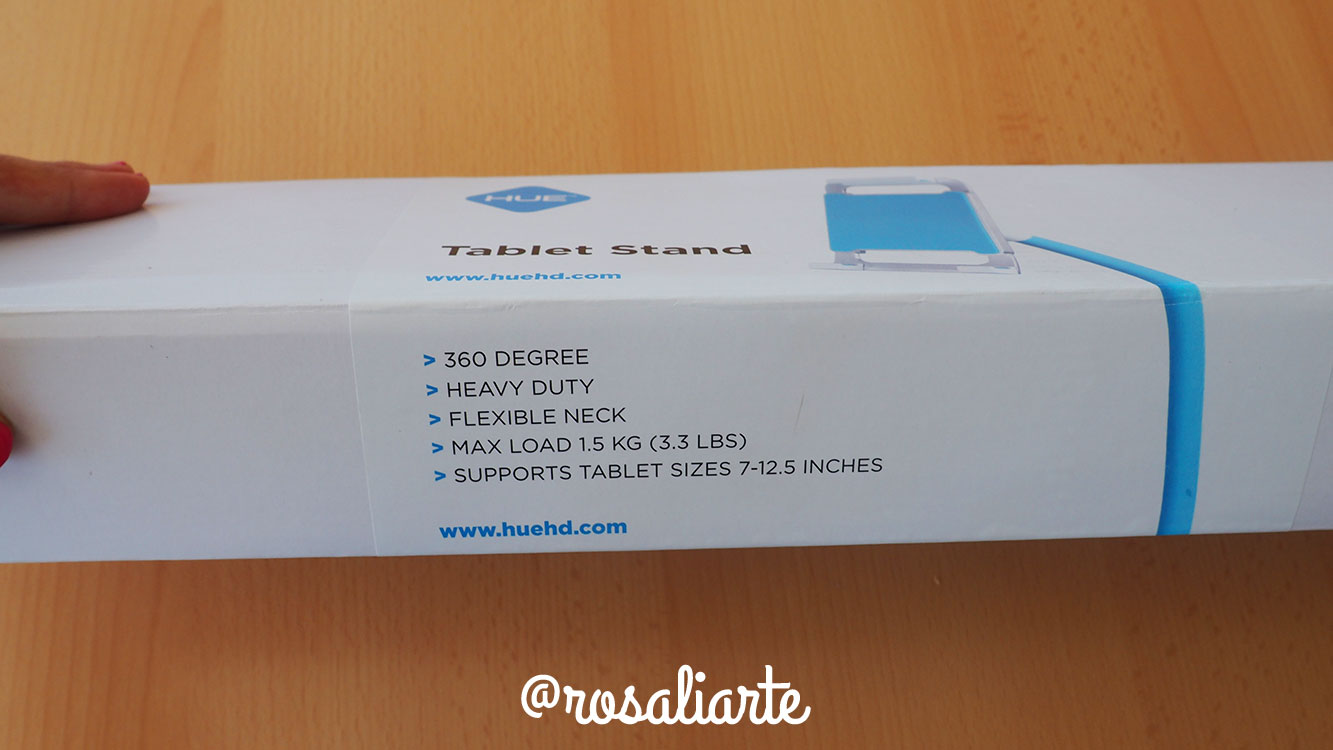 HUE
Tablet Stand
www.huehd.com
> 360 DEGREE
> HEAVY DUTY
> FLEXIBLE NECK
> MAX LOAD 1.5 KG (3.3 LBS)
> SUPPORTS TABLET SIZES 7-12.5 INCHES
www.huehd.com
@rosaliarte